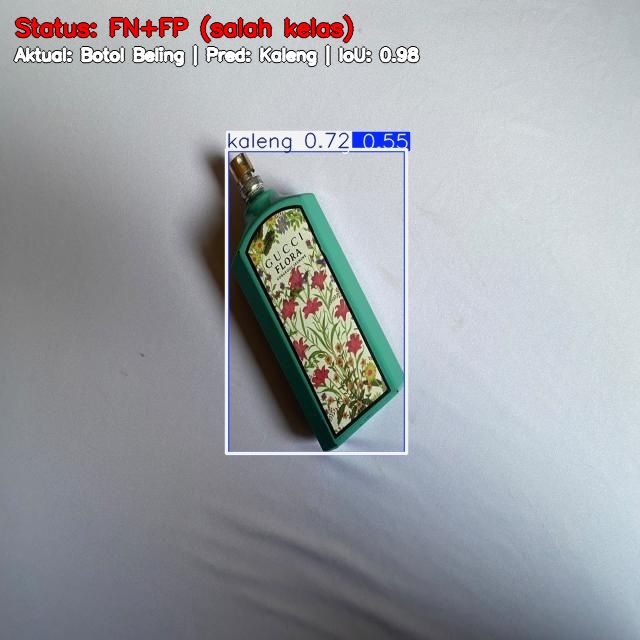 Status: FN+FP (salah kelas)
Aktual: Botol Beling | Pred: Kaleng | IoU: 0.98
kaleng 0.72 0.55
GUCCI
FLORA